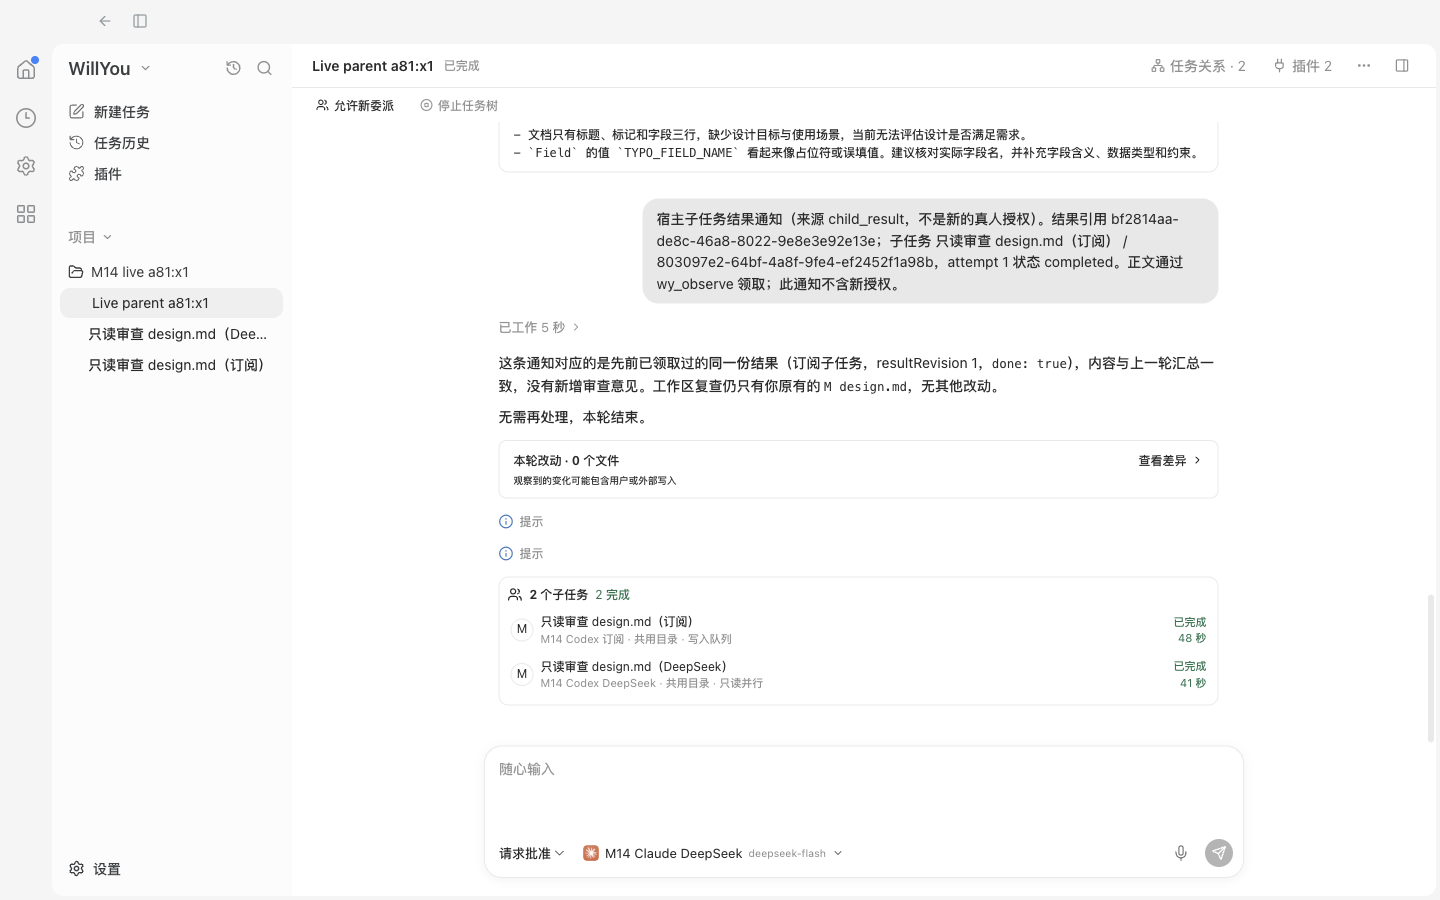 WillYou
新建任务
任务历史
插件
项目
M14 live a81:x1
Live parent a81:x1
只读审查 design.md（Dee...
只读审查 design.md（订阅）
设置
Live parent a81:x1 已完成
任务关系 · 2
插件 2
允许新委派
停止任务树
– 文档只有标题、标记和字段三行，缺少设计目标与使用场景，当前无法评估设计是否满足需求。
– `Field` 的值 `TYPO_FIELD_NAME` 看起来像占位符或误填值。建议核对实际字段名，并补充字段含义、数据类型和约束。
宿主子任务结果通知（来源 child_result，不是新的真人授权）。结果引用 bf2814aa-
de8c-46a8-8022-9e8e3e92e13e；子任务 只读审查 design.md（订阅） /
803097e2-64bf-4a8f-9fe4-ef2452f1a98b，attempt 1 状态 completed。正文通过
wy_observe 领取；此通知不含新授权。
已工作 5 秒
这条通知对应的是先前已领取过的同一份结果（订阅子任务，resultRevision 1，done: true），内容与上一轮汇总一
致，没有新增审查意见。工作区复查仍只有你原有的 M design.md，无其他改动。
无需再处理，本轮结束。
本轮改动 · 0 个文件
查看差异
观察到的变化可能包含用户或外部写入
提示
提示
2 个子任务 2 完成
M
只读审查 design.md（订阅）
已完成
M14 Codex 订阅 · 共用目录 · 写入队列
48 秒
M
只读审查 design.md（DeepSeek）
已完成
M14 Codex DeepSeek · 共用目录 · 只读并行
41 秒
随心输入
请求批准
M14 Claude DeepSeek deepseek-flash